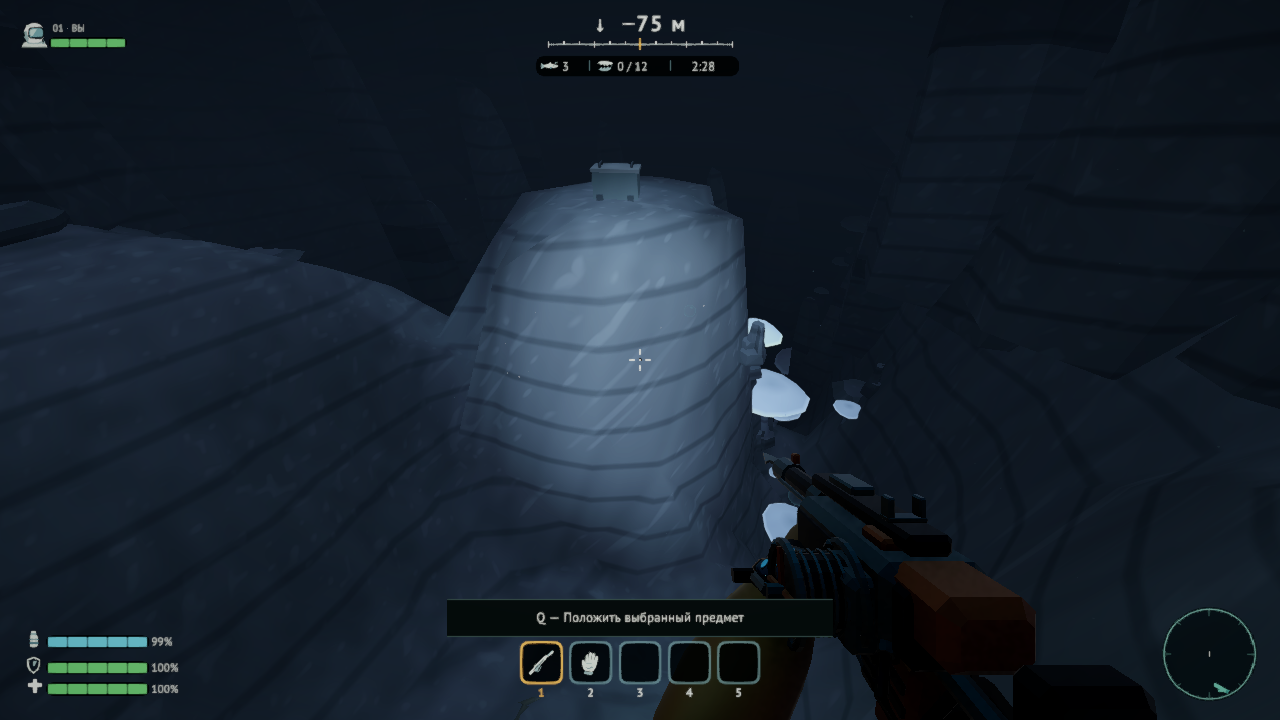 01 · ВЫ
−75 м
3 | 0/12 | 2:28
Q — Положить выбранный предмет
99%
100%
100%
1 2 3 4 5